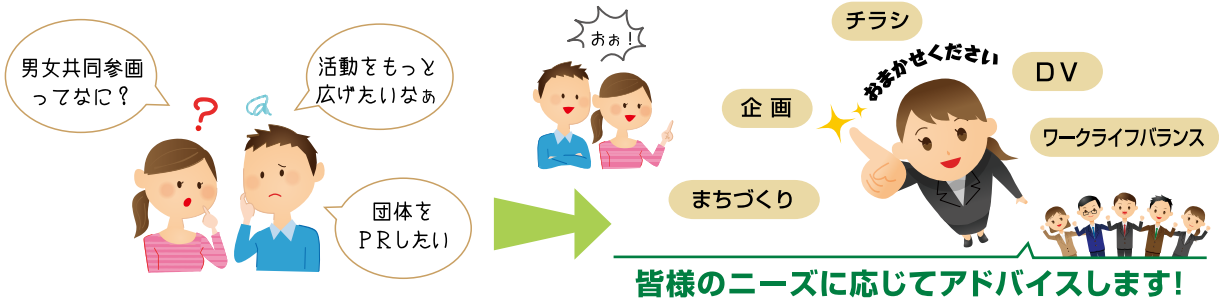 男女共同参画
ってなに？
活動をもっと
広げたいなぁ
団体を
PRしたい
おぉ！
チラシ
おまかせください
DV
企画
ワークライフバランス
まちづくり
皆様のニーズに応じてアドバイスします！